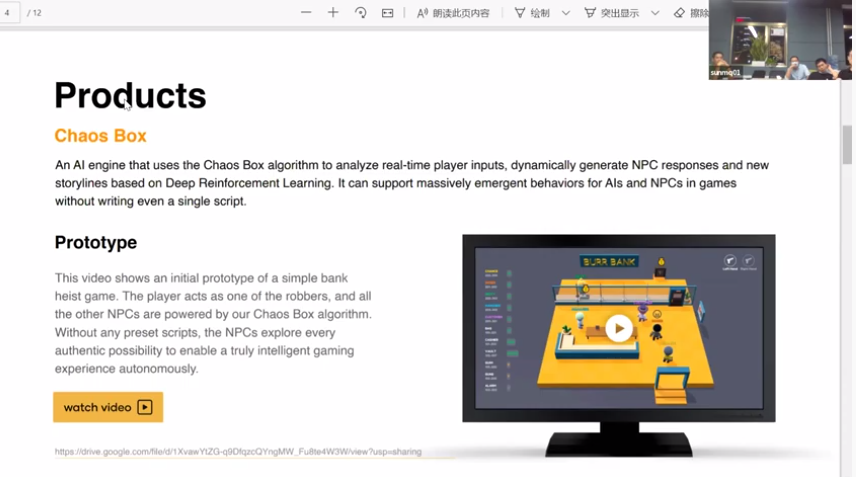 4 / 12
朗读此页内容
绘制
突出显示
擦除
sunmq01
Products
Chaos Box
An AI engine that uses the Chaos Box algorithm to analyze real-time player inputs, dynamically generate NPC responses and new
storylines based on Deep Reinforcement Learning. It can support massively emergent behaviors for AIs and NPCs in games
without writing even a single script.
Prototype
This video shows an initial prototype of a simple bank
heist game. The player acts as one of the robbers, and all
the other NPCs are powered by our Chaos Box algorithm.
Without any preset scripts, the NPCs explore every
authentic possibility to enable a truly intelligent gaming
experience autonomously.
BURR BANK
watch video
https://drive.google.com/file/d/1XvawYtZG-q9DfqzcQYngMW_Fu8te4W3W/view?usp=sharing